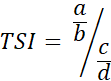 TSI = a/b / c/d